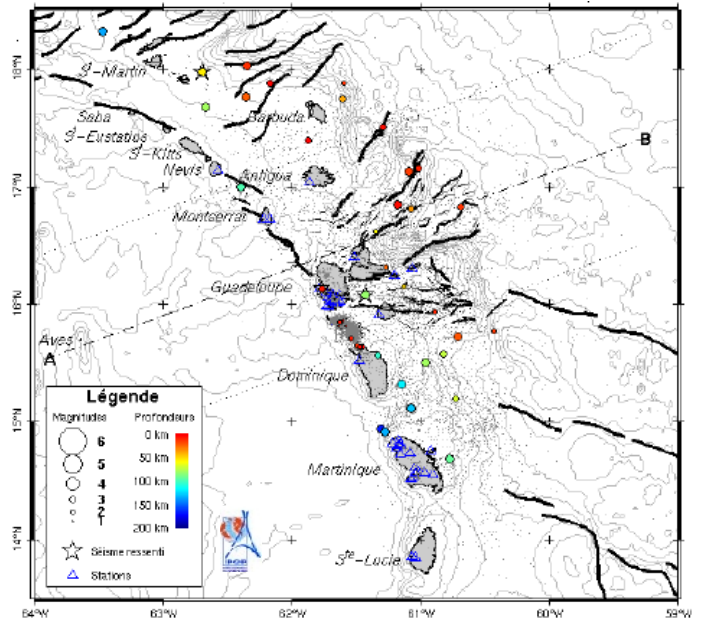 18°N
St-Martin
Saba
Barbuda
St-Eustatius
St-Kitts
B
Nevis
Antigua
17°N
Montserrat
Guadeloupe
16°N
Aves
A
Dominique
Légende
Magnitudes
Profondeurs
6
0 km
5
50 km
4
100 km
3
150 km
2
1
200 km
Séisme ressenti
Stations
15°N
Martinique
14°N
Ste-Lucie
64°W
63°W
62°W
61°W
60°W
59°W